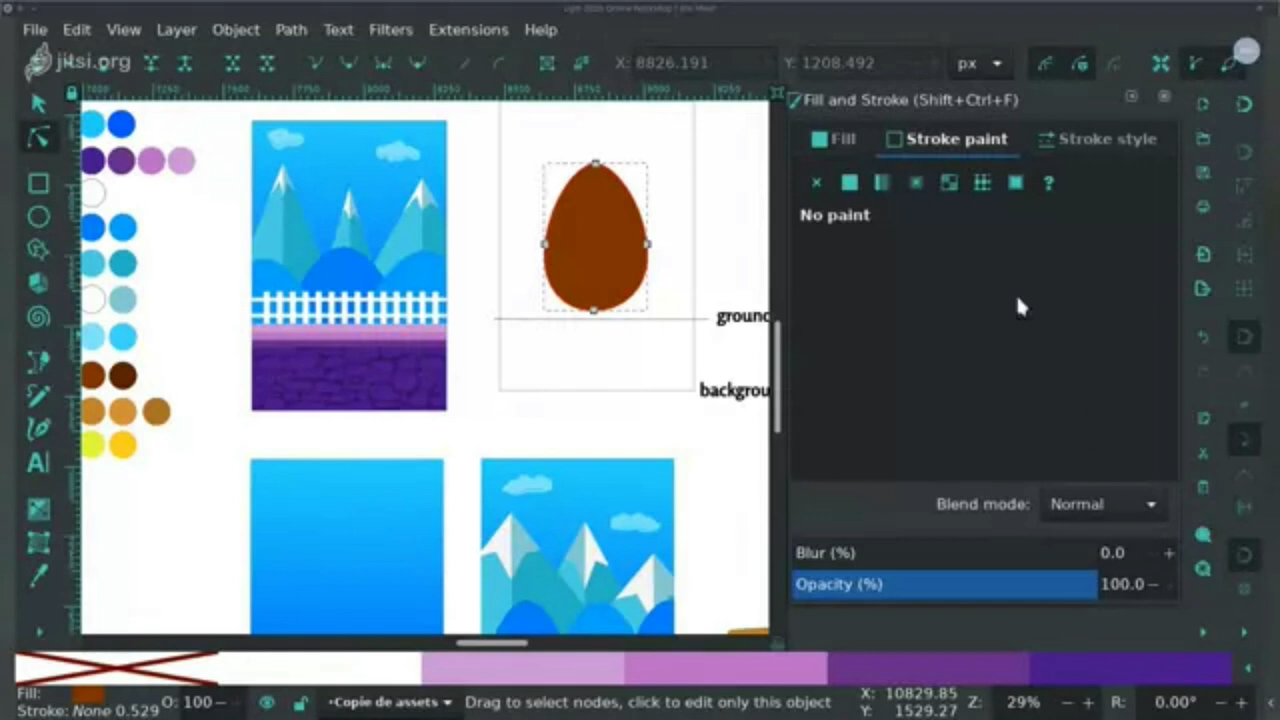 File Edit View Layer Object Path Text Filters Extensions Help
jitsi.org
X: 8826.191 Y: 1208.492 px
Fill and Stroke (Shift+Ctrl+F)
Fill Stroke paint Stroke style
No paint
ground
backgrou
Blend mode: Normal
Blur (%) 0.0
Opacity (%) 100.0
Fill:
Stroke: None 0.529
O: 100
•Copie de assets
Drag to select nodes, click to edit only this object
X: 10829.85
Y: 1529.27
Z: 29%
R: 0.00°